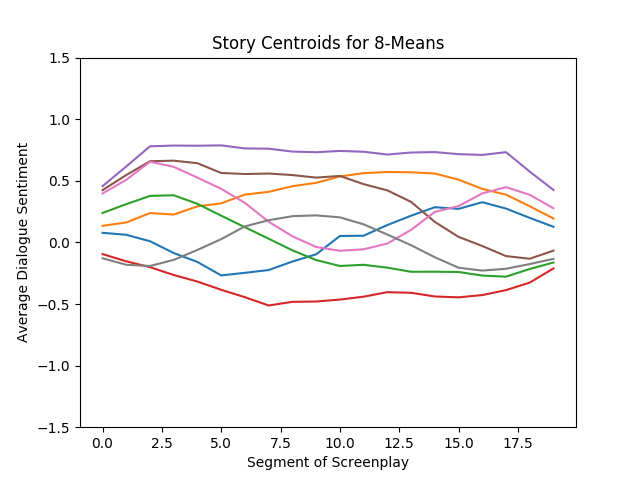 Story Centroids for 8-Means
1.5
1.0
0.5
0.0
−0.5
−1.0
−1.5
Average Dialogue Sentiment
0.0 2.5 5.0 7.5 10.0 12.5 15.0 17.5
Segment of Screenplay